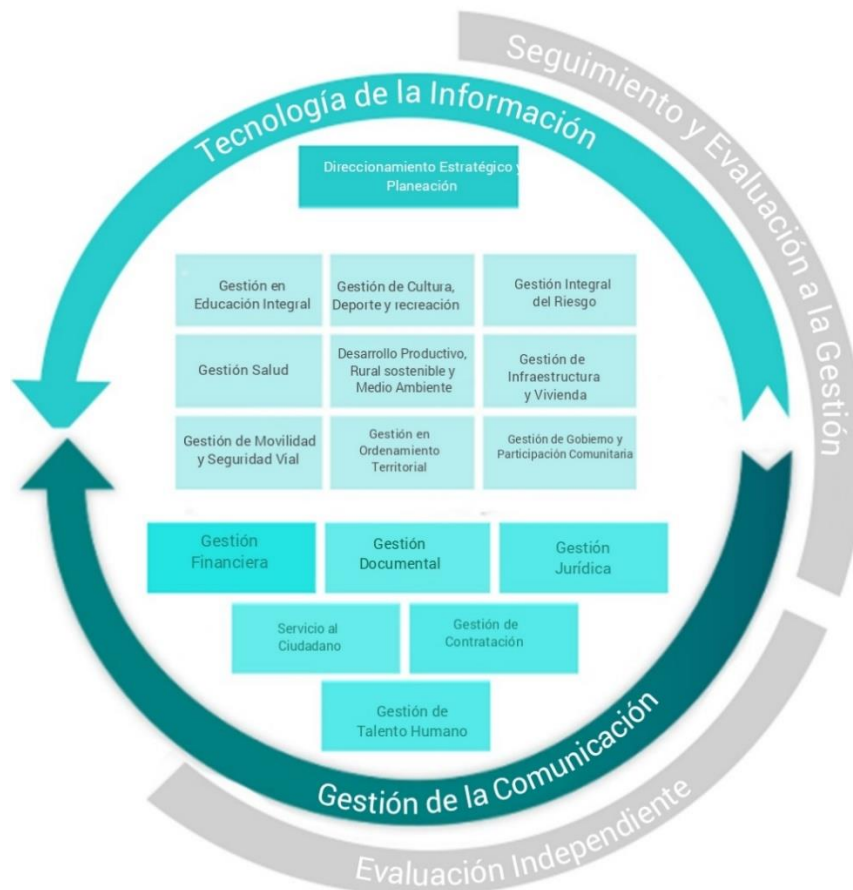 Seguimiento y Evaluación a la Gestión
Tecnología de la Información
Direccionamiento Estratégico y
Planeación
Gestión en
Educación Integral
Gestión de Cultura,
Deporte y recreación
Gestión Integral
del Riesgo
Gestión Salud
Desarrollo Productivo,
Rural sostenible y
Medio Ambiente
Gestión de
Infraestructura
y Vivienda
Gestión de Movilidad
y Seguridad Vial
Gestión en
Ordenamiento
Territorial
Gestión de Gobierno y
Participación Comunitaria
Gestión
Financiera
Gestión
Documental
Gestión
Jurídica
Servicio al
Ciudadano
Gestión de
Contratación
Gestión de
Talento Humano
Gestión de la Comunicación
Evaluación Independiente